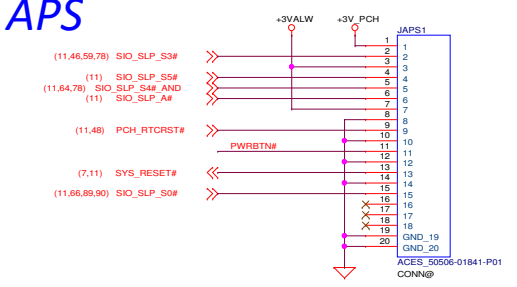 APS
+3VALW +3V_PCH
JAPS1
1 1
(11,46,59,78) SIO_SLP_S3# 2 2
3 3
(11) SIO_SLP_S5# 4 4
(11,64,78) SIO_SLP_S4#_AND 5 5
(11) SIO_SLP_A# 6 6
7 7
8 8
(11,48) PCH_RTCRST# 9 9
10 10
PWRBTN# 11 11
12 12
(7,11) SYS_RESET# 13 13
14 14
(11,66,89,90) SIO_SLP_S0# 15 15
16 16
17 17
18 18
19 GND_19
20 GND_20
ACES_50506-01841-P01
CONN@